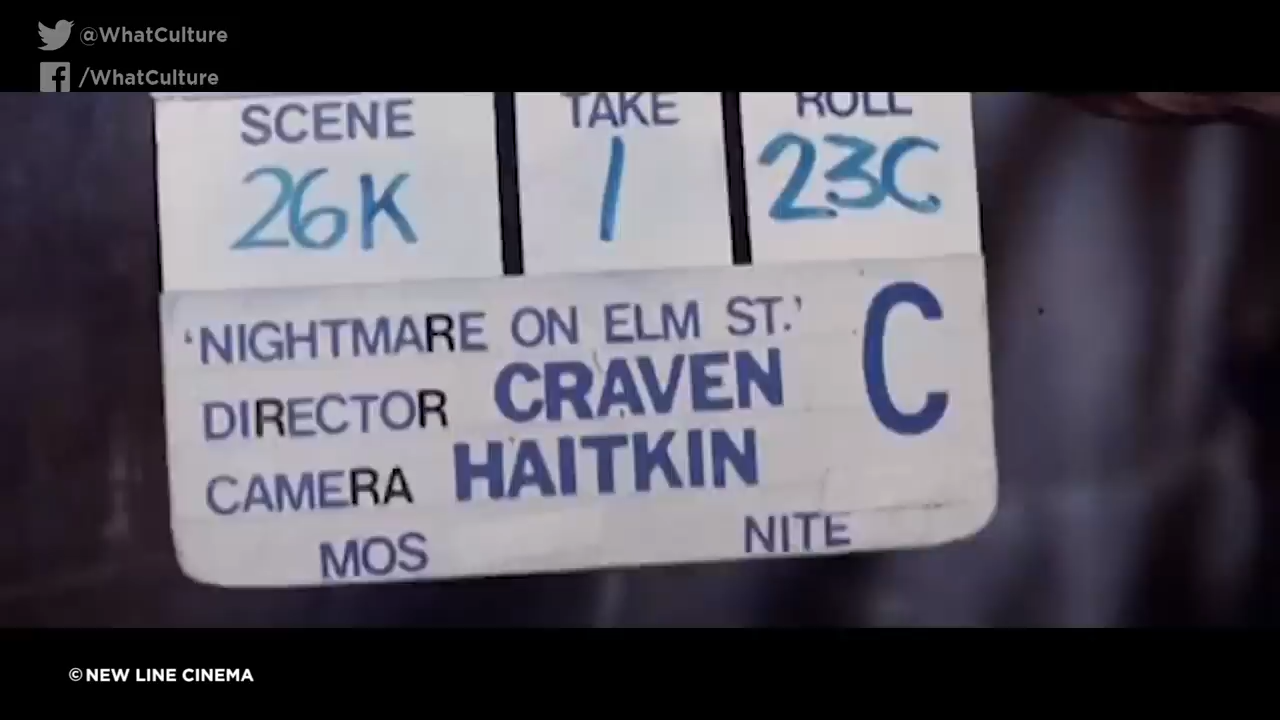 @WhatCulture
/WhatCulture
SCENE TAKE ROLL
26K 1 23C
'NIGHTMARE ON ELM ST.' C
DIRECTOR CRAVEN
CAMERA HAITKIN
MOS NITE
© NEW LINE CINEMA